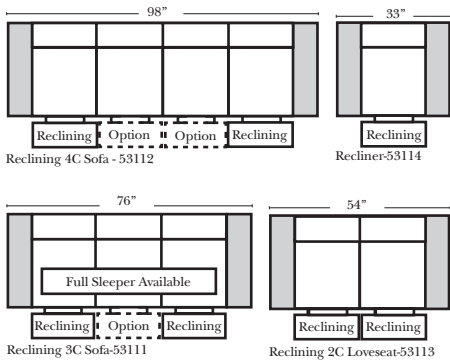 98”
33”
Reclining Option Option Reclining
Reclining
Reclining 4C Sofa - 53112
Recliner-53114
76”
54”
Full Sleeper Available
Reclining Option Reclining
Reclining Reclining
Reclining 3C Sofa-53111
Reclining 2C Loveseat-53113